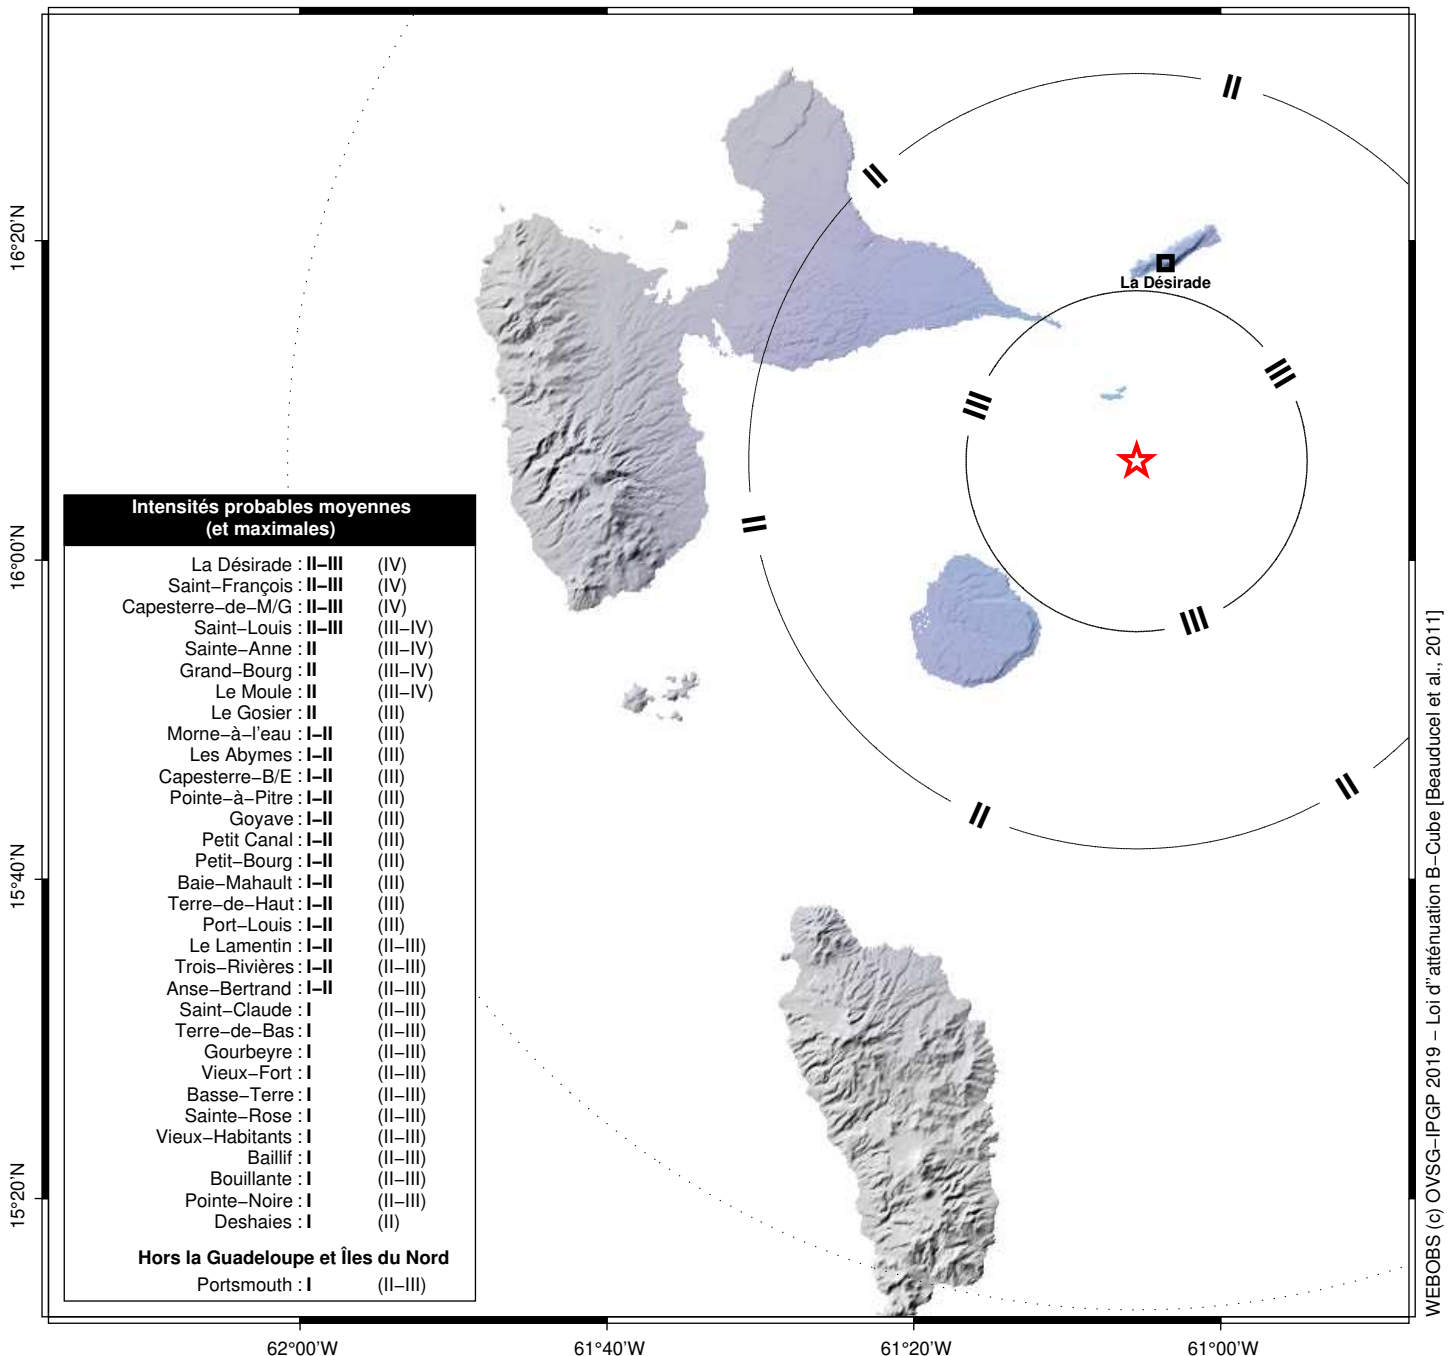 II
II
La Désirade
III
III
II
III
II
II
16°20'N
16°00'N
15°40'N
15°20'N
Intensités probables moyennes
(et maximales)
La Désirade : II–III (IV)
Saint–François : II–III (IV)
Capesterre–de–M/G : II–III (IV)
Saint–Louis : II–III (III–IV)
Sainte–Anne : II (III–IV)
Grand–Bourg : II (III–IV)
Le Moule : II (III–IV)
Le Gosier : II (III)
Morne–à–l'eau : I–II (III)
Les Abymes : I–II (III)
Capesterre–B/E : I–II (III)
Pointe–à–Pitre : I–II (III)
Goyave : I–II (III)
Petit Canal : I–II (III)
Petit–Bourg : I–II (III)
Baie–Mahault : I–II (III)
Terre–de–Haut : I–II (III)
Port–Louis : I–II (III)
Le Lamentin : I–II (II–III)
Trois–Rivières : I–II (II–III)
Anse–Bertrand : I–II (II–III)
Saint–Claude : I (II–III)
Terre–de–Bas : I (II–III)
Gourbeyre : I (II–III)
Vieux–Fort : I (II–III)
Basse–Terre : I (II–III)
Sainte–Rose : I (II–III)
Vieux–Habitants : I (II–III)
Baillif : I (II–III)
Bouillante : I (II–III)
Pointe–Noire : I (II–III)
Deshaies : I (II)
Hors la Guadeloupe et Îles du Nord
Portsmouth : I (II–III)
62°00'W
61°40'W
61°20'W
61°00'W
WEBOBS (c) OVSG–IPGP 2019 – Loi d''atténuation B–Cube [Beauducel et al., 2011]